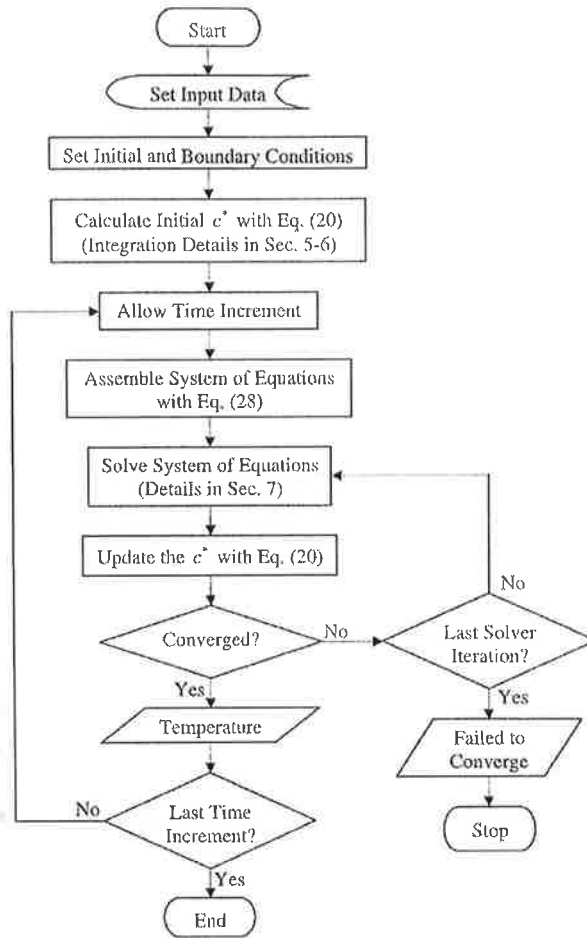 Start
Set Input Data
Set Initial and Boundary Conditions
Calculate Initial c* with Eq. (20)
(Integration Details in Sec. 5-6)
Allow Time Increment
Assemble System of Equations
with Eq. (28)
Solve System of Equations
(Details in Sec. 7)
Update the c* with Eq. (20)
No
Converged?
No
Last Solver
Iteration?
Yes
Yes
Temperature
Failed to
Converge
No
Last Time
Increment?
Stop
Yes
End